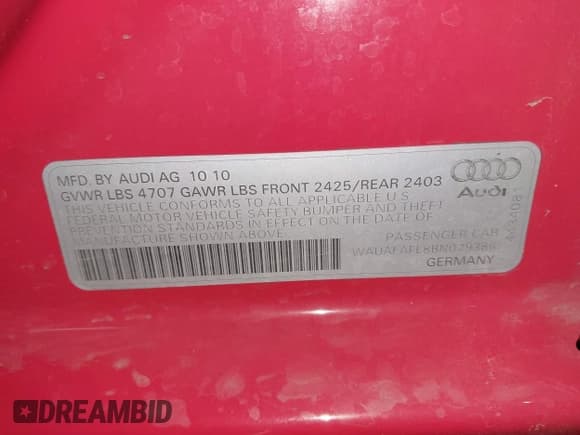 MFD. BY AUDI AG 10 10
GVWR LBS 4707 GAWR LBS FRONT 2425/REAR 2403
THIS VEHICLE CONFORMS TO ALL APPLICABLE U S
FEDERAL MOTOR VEHICLE SAFETY BUMPER AND THEFT
PREVENTION STANDARDS IN EFFECT ON THE DATE OF
MANUFACTURE SHOWN ABOVE.
PASSENGER CAR
GERMANY
Audi
DREAMBID